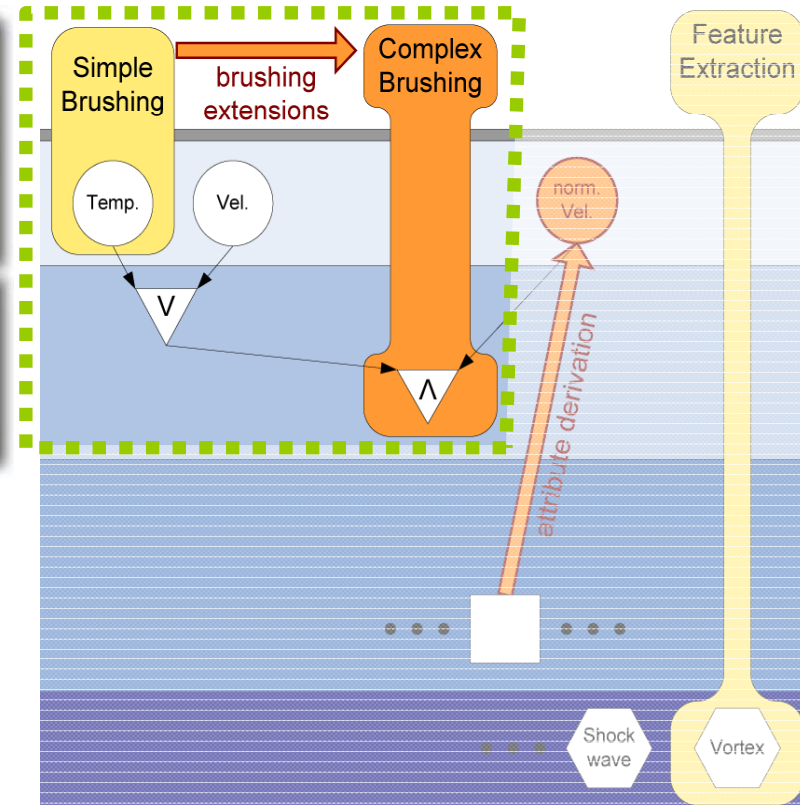 Simple
Brushing
brushing
extensions
Complex
Brushing
Feature
Extraction
Temp.
Vel.
norm.
Vel.
V
Λ
attribute derivation
Shock
wave
Vortex